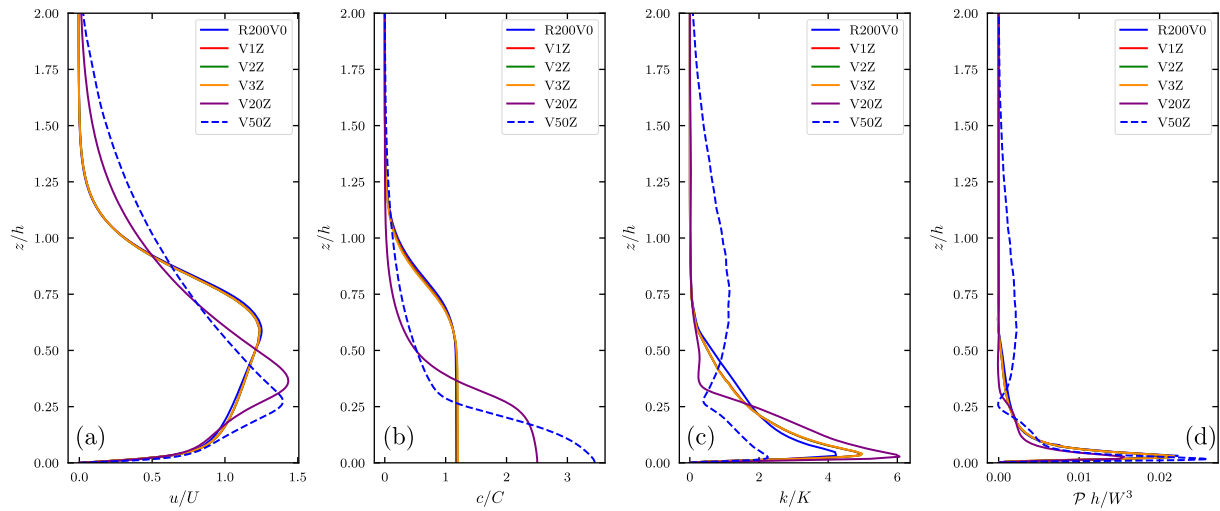 2.00
1.75
1.50
1.25
1.00
0.75
0.50
0.25
0.00
z/h
0.0 0.5 1.0 1.5
u/U
(a)
R200V0
V1Z
V2Z
V3Z
V20Z
V50Z
2.00
1.75
1.50
1.25
1.00
0.75
0.50
0.25
0.00
z/h
0 1 2 3
c/C
(b)
R200V0
V1Z
V2Z
V3Z
V20Z
V50Z
2.00
1.75
1.50
1.25
1.00
0.75
0.50
0.25
0.00
z/h
0 2 4 6
k/K
(c)
R200V0
V1Z
V2Z
V3Z
V20Z
V50Z
2.00
1.75
1.50
1.25
1.00
0.75
0.50
0.25
0.00
z/h
0.00 0.01 0.02
𝒫 h/W³
(d)
R200V0
V1Z
V2Z
V3Z
V20Z
V50Z